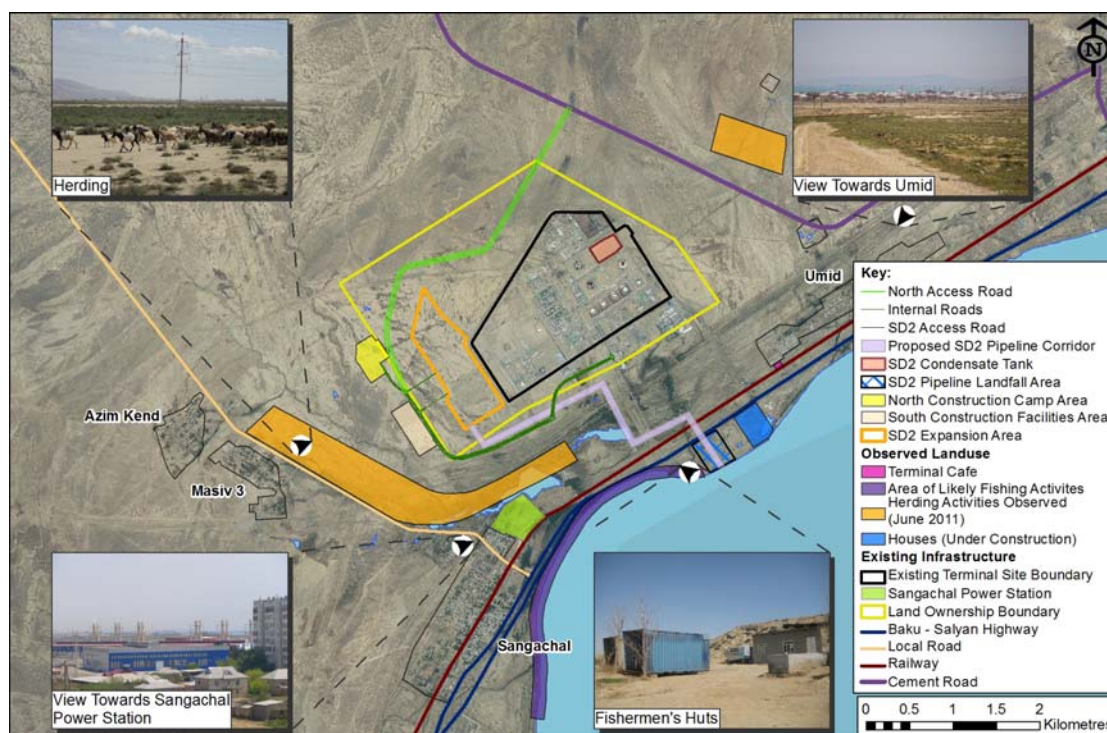 Herding
N
View Towards Umid
Umid
Azim Kend
Masiv 3
Sangachal
View Towards Sangachal
Power Station
Fishermen's Huts
Key:
North Access Road
Internal Roads
SD2 Access Road
Proposed SD2 Pipeline Corridor
SD2 Condensate Tank
SD2 Pipeline Landfall Area
North Construction Camp Area
South Construction Facilities Area
SD2 Expansion Area
Observed Landuse
Terminal Cafe
Area of Likely Fishing Activites
Herding Activities Observed
(June 2011)
Houses (Under Construction)
Existing Infrastructure
Existing Terminal Site Boundary
Sangachal Power Station
Land Ownership Boundary
Baku - Salyan Highway
Local Road
Railway
Cement Road
0 0.5 1 1.5 2
Kilometres